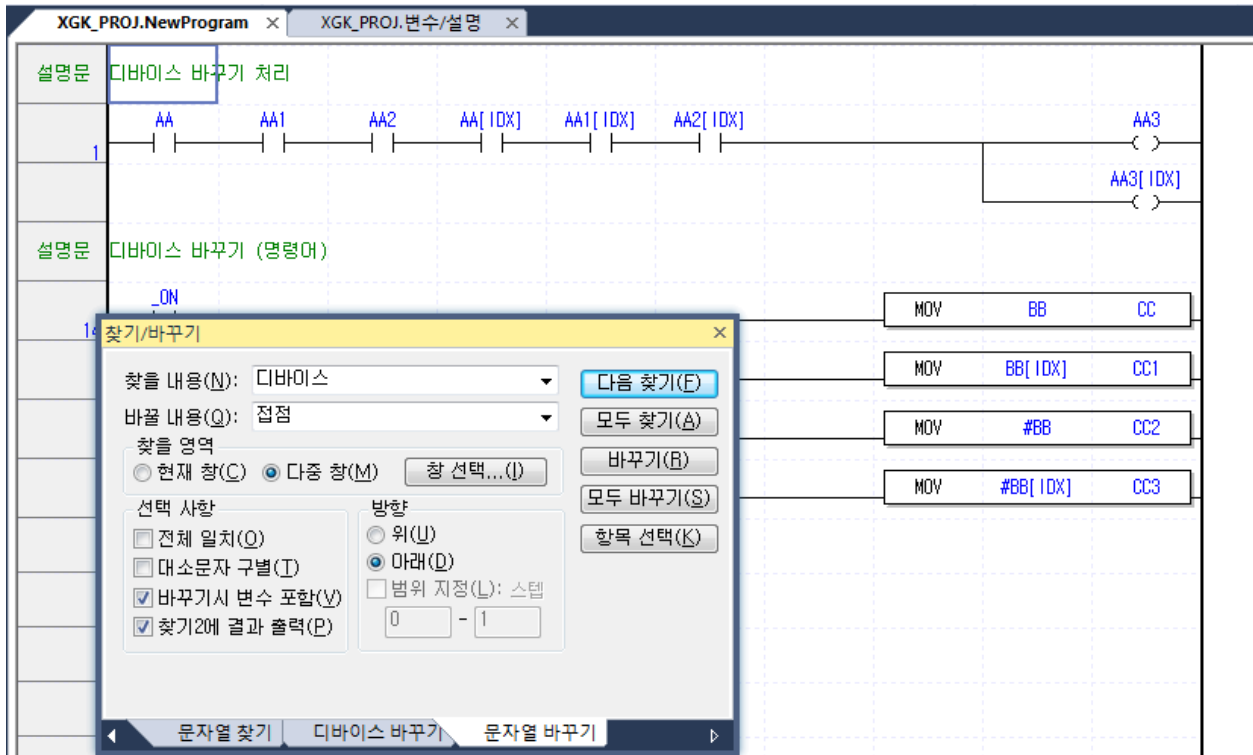 XGK_PROJ.NewProgram × XGK_PROJ.변수/설명 ×
설명문 디바이스 바꾸기 처리
AA AA1 AA2 AA[IDX] AA1[IDX] AA2[IDX] AA3
1
AA3[IDX]
설명문 디바이스 바꾸기 (명령어)
_ON
MOV BB CC
14
MOV BB[IDX] CC1
MOV #BB CC2
MOV #BB[IDX] CC3
찾기/바꾸기 ×
찾을 내용(N): 디바이스 다음 찾기(F)
바꿀 내용(Q): 접점 모두 찾기(A)
찾을 영역 바꾸기(R)
현재 창(C) 다중 창(M) 창 선택...(I)
모두 바꾸기(S)
선택 사항 방향
전체 일치(O) 위(U) 항목 선택(K)
대소문자 구별(T) 아래(D)
바꾸기시 변수 포함(V) 범위 지정(L): 스텝
찾기2에 결과 출력(P) 0 - 1
문자열 찾기 디바이스 바꾸기 문자열 바꾸기